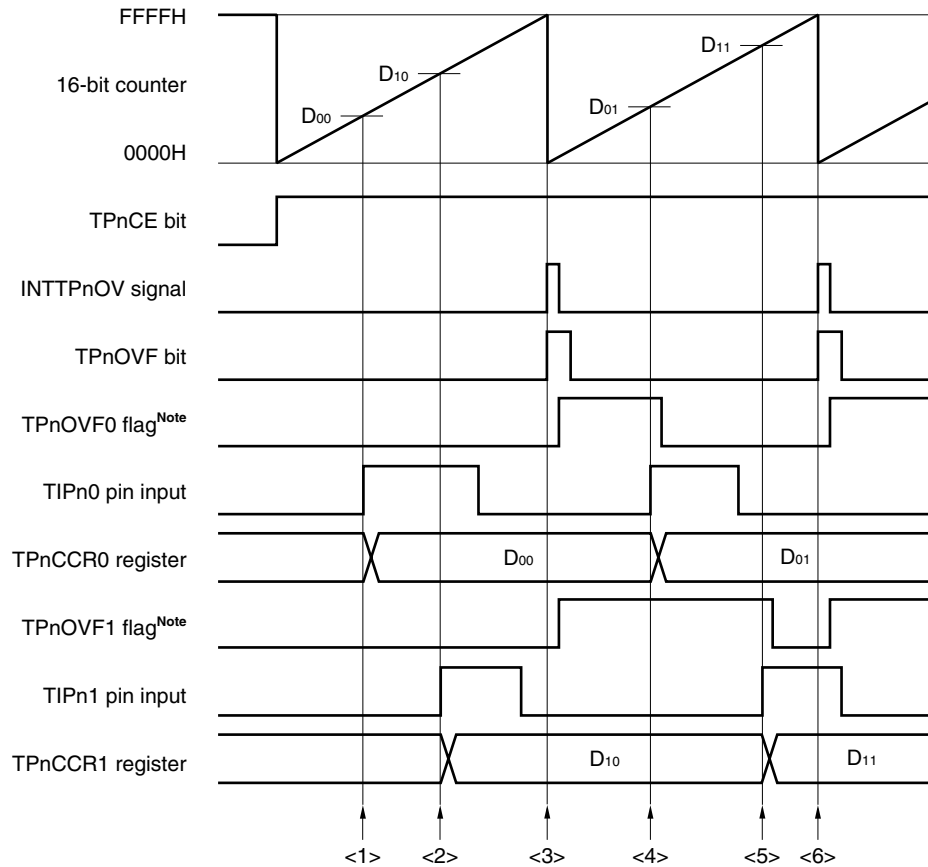 FFFFH
D11
D10
16-bit counter
D01
D00
0000H
TPnCE bit
INTTPnOV signal
TPnOVF bit
TPnOVF0 flagNote
TIPn0 pin input
TPnCCR0 register
D00
D01
TPnOVF1 flagNote
TIPn1 pin input
TPnCCR1 register
D10
D11
<1> <2> <3> <4> <5> <6>